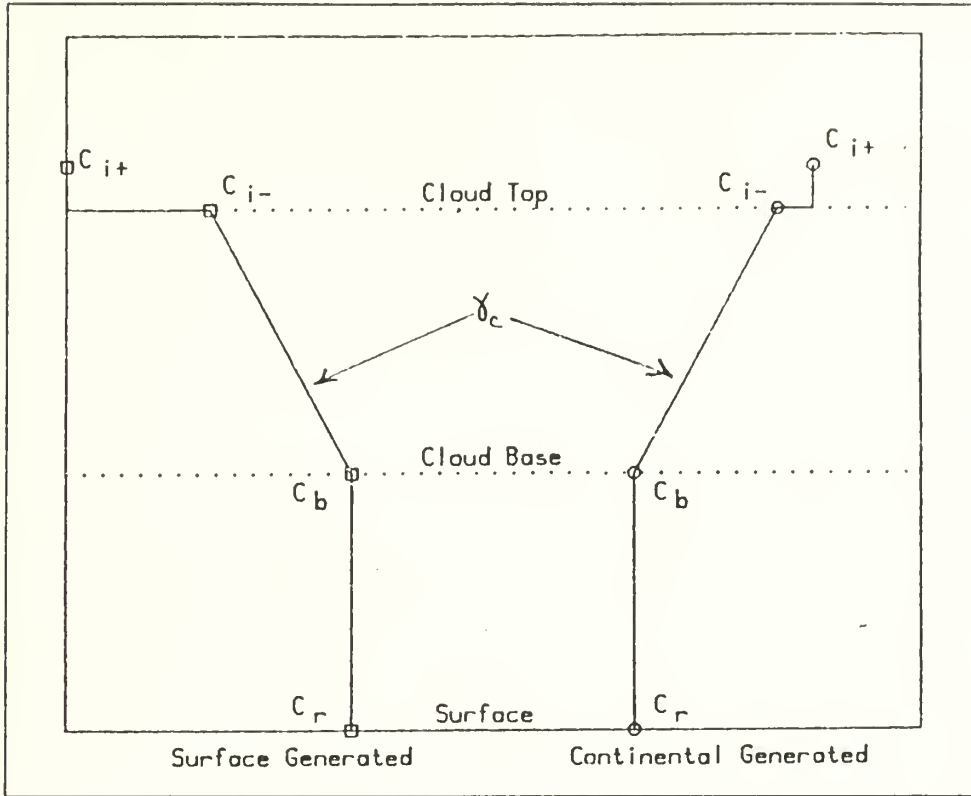 C i+
C i+
C i-
Cloud Top
C i-
γc
Cloud Base
C b
C b
C r
Surface
C r
Surface Generated
Continental Generated